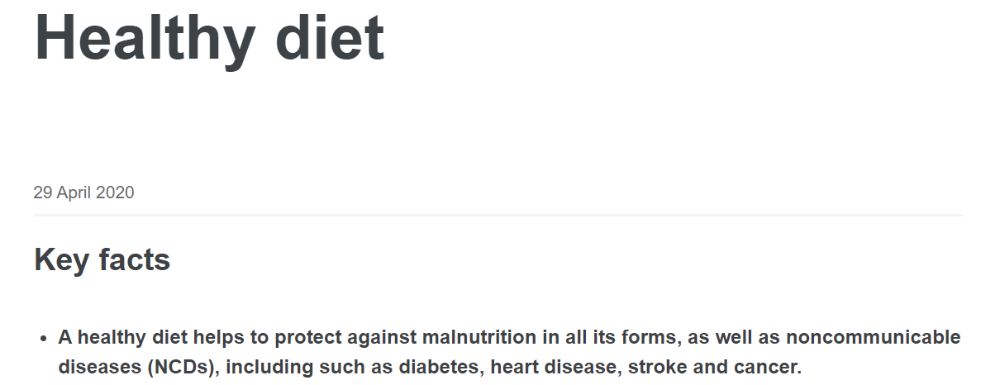 Healthy diet
29 April 2020
Key facts
• A healthy diet helps to protect against malnutrition in all its forms, as well as noncommunicable
diseases (NCDs), including such as diabetes, heart disease, stroke and cancer.